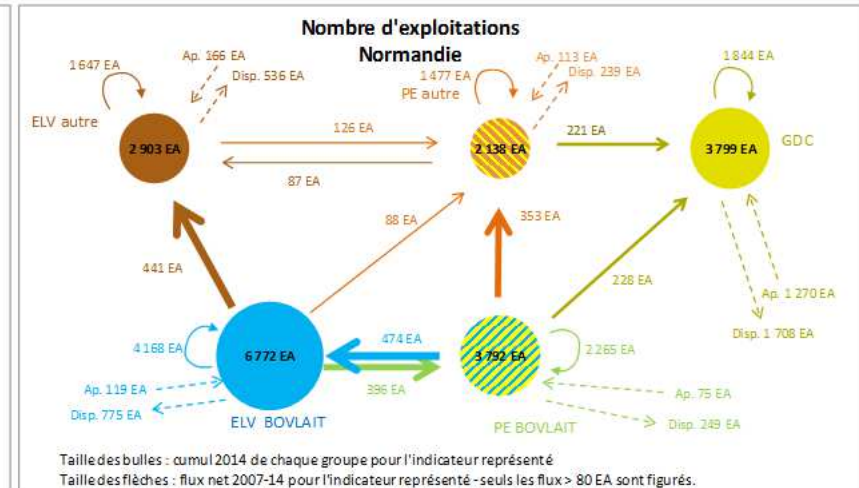 Nombre d'exploitations
Normandie
1 647 EA
Ap. 166 EA
Disp. 536 EA
1 477 EA
PE autre
Ap. 113 EA
Disp. 239 EA
1 844 EA
ELV autre
2 903 EA
126 EA
87 EA
2 138 EA
221 EA
3 799 EA
GDC
441 EA
88 EA
353 EA
228 EA
Ap. 1 270 EA
Disp. 1 708 EA
4 168 EA
6 772 EA
474 EA
396 EA
3 792 EA
2 265 EA
Ap. 119 EA
Disp. 775 EA
Ap. 75 EA
Disp. 249 EA
ELV BOVLAIT
PE BOVLAIT
Taille des bulles : cumul 2014 de chaque groupe pour l'indicateur représenté
Taille des flèches : flux net 2007-14 pour l'indicateur représenté - seuls les flux > 80 EA sont figurés.